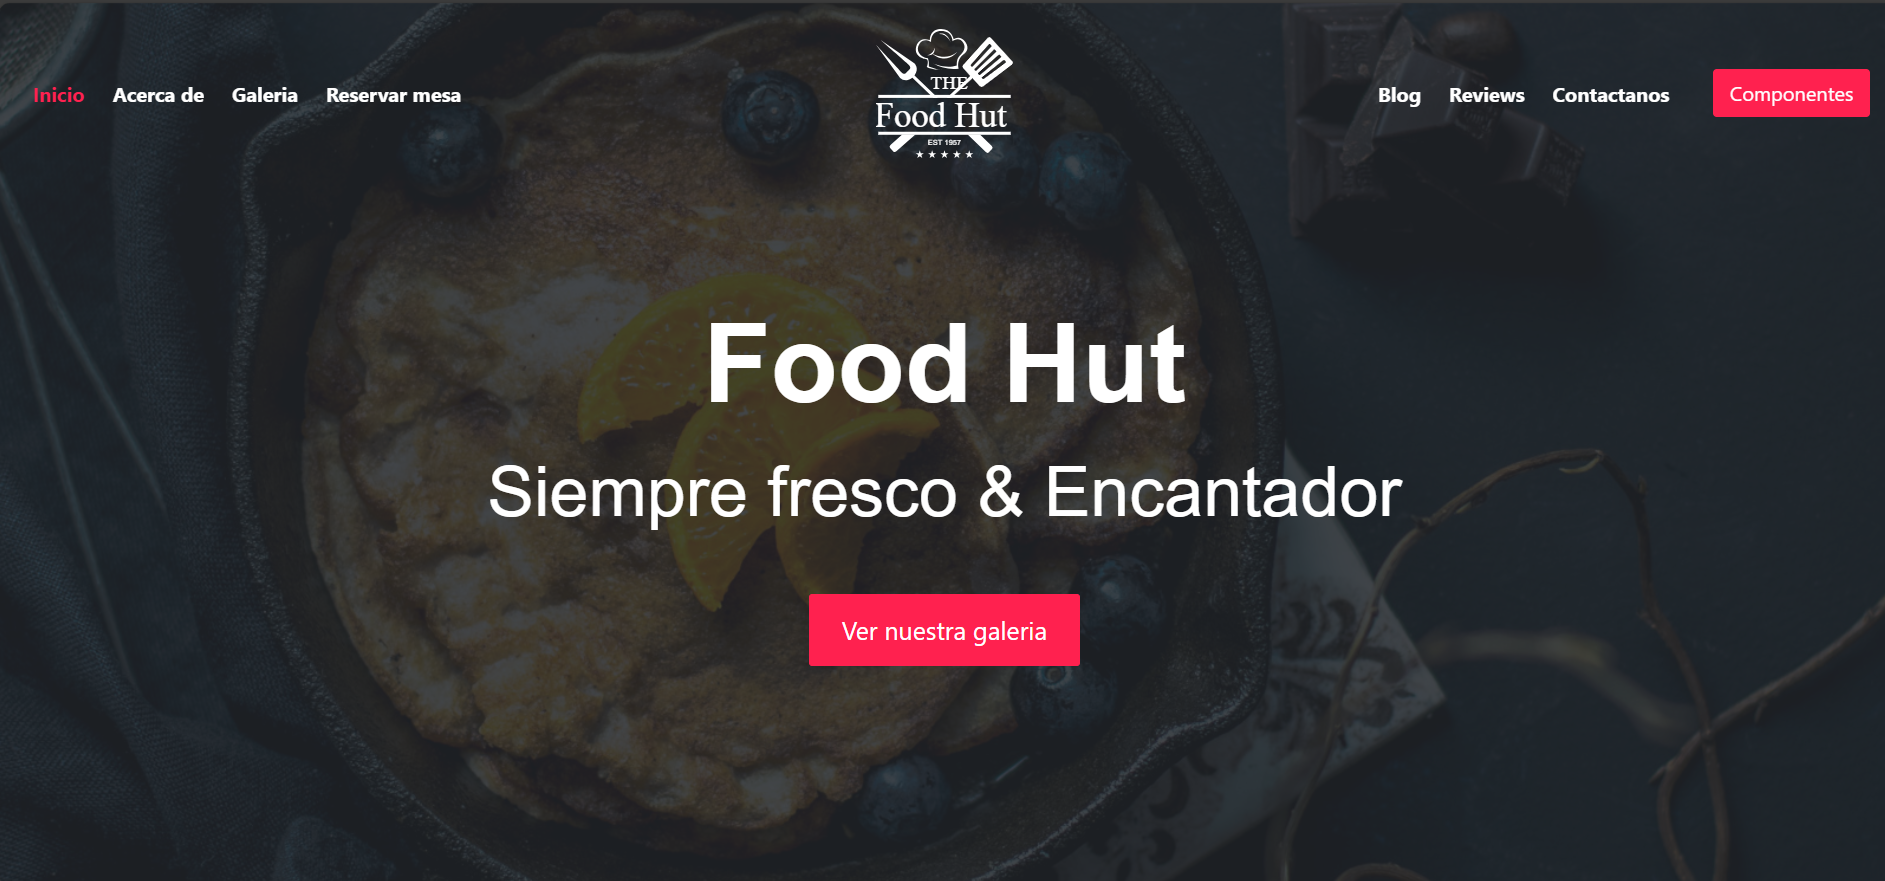 Inicio Acerca de Galeria Reservar mesa
THE
Food Hut
EST 1957
Blog Reviews Contactanos Componentes
Food Hut
Siempre fresco & Encantador
Ver nuestra galeria